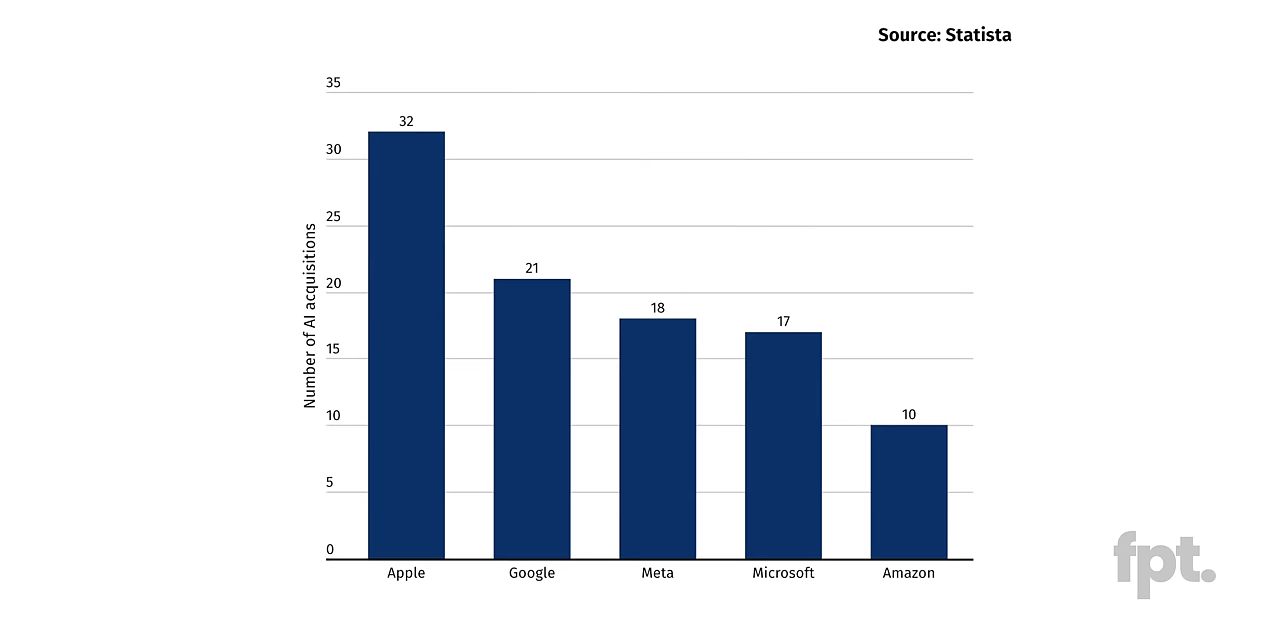 Source: Statista
35
32
30
25
21
20
18
17
15
10
10
5
0
Number of AI acquisitions
Apple
Google
Meta
Microsoft
Amazon
fpt.